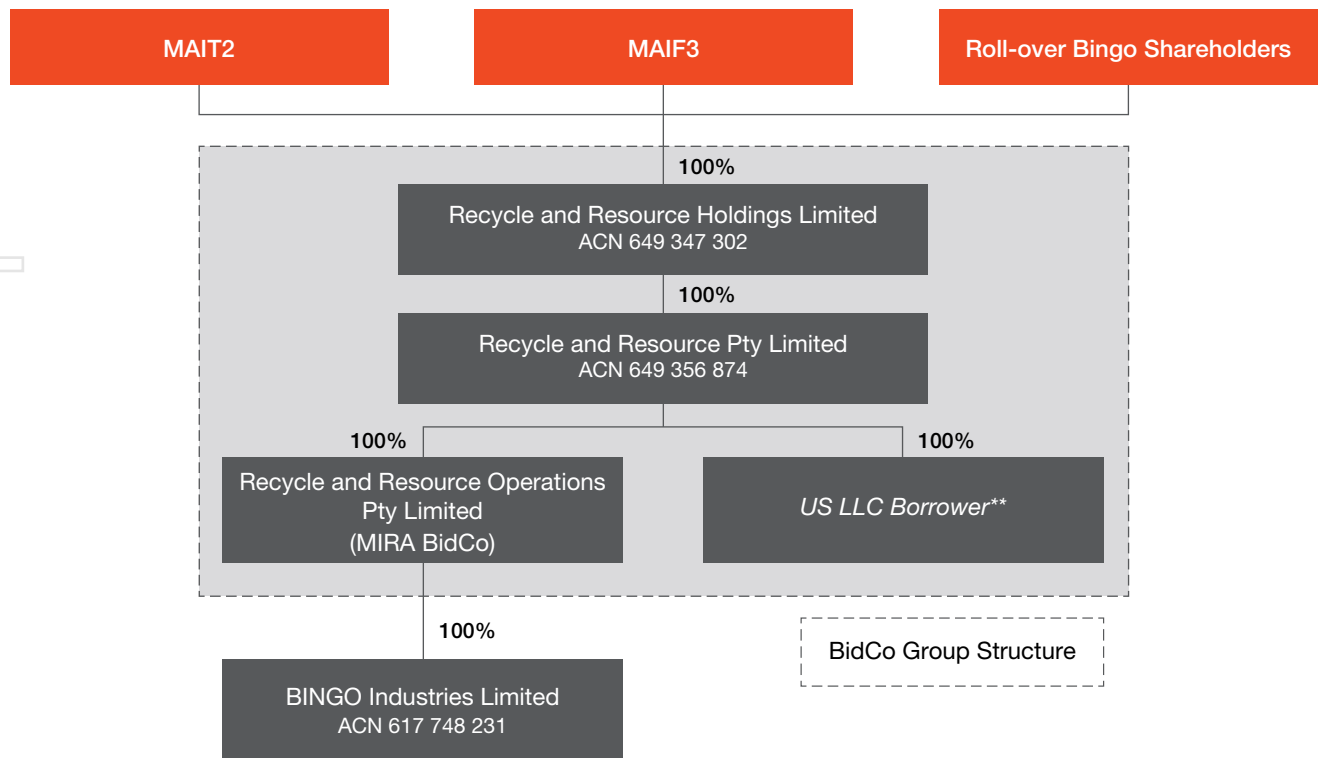 MAIT2
MAIF3
Roll-over Bingo Shareholders
100%
Recycle and Resource Holdings Limited
ACN 649 347 302
100%
Recycle and Resource Pty Limited
ACN 649 356 874
100%
100%
Recycle and Resource Operations
Pty Limited
(MIRA BidCo)
US LLC Borrower**
100%
BidCo Group Structure
BINGO Industries Limited
ACN 617 748 231